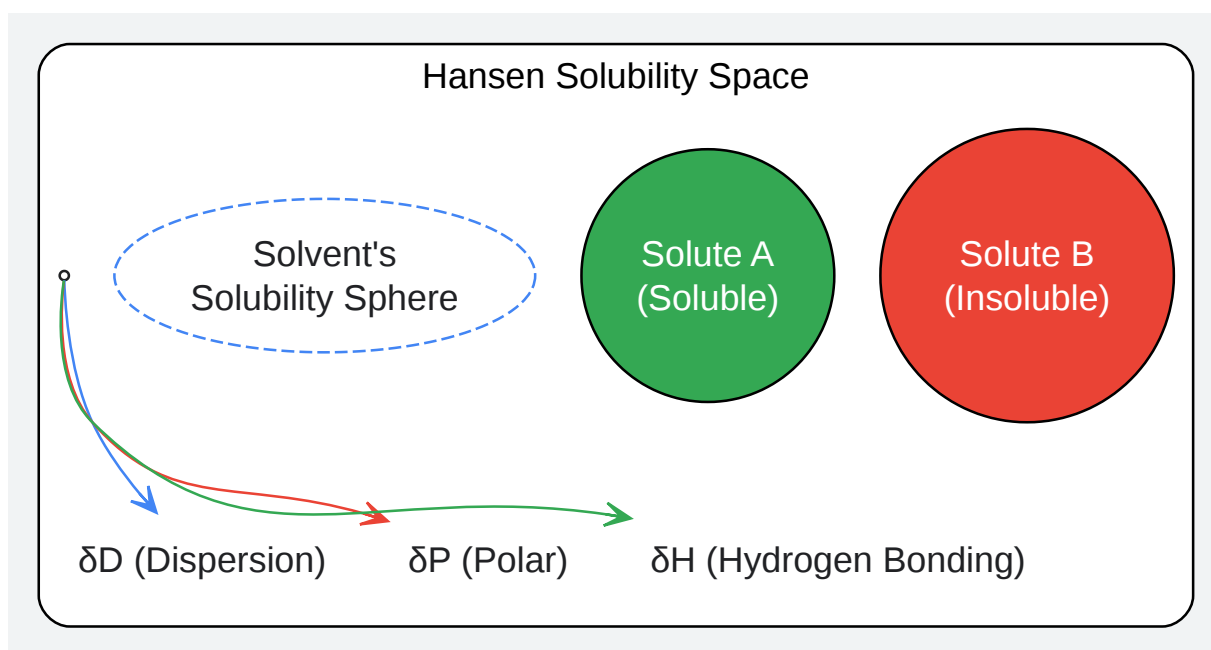 Hansen Solubility Space
Solvent's
Solubility Sphere
Solute A
(Soluble)
Solute B
(Insoluble)
δD (Dispersion)
δP (Polar)
δH (Hydrogen Bonding)